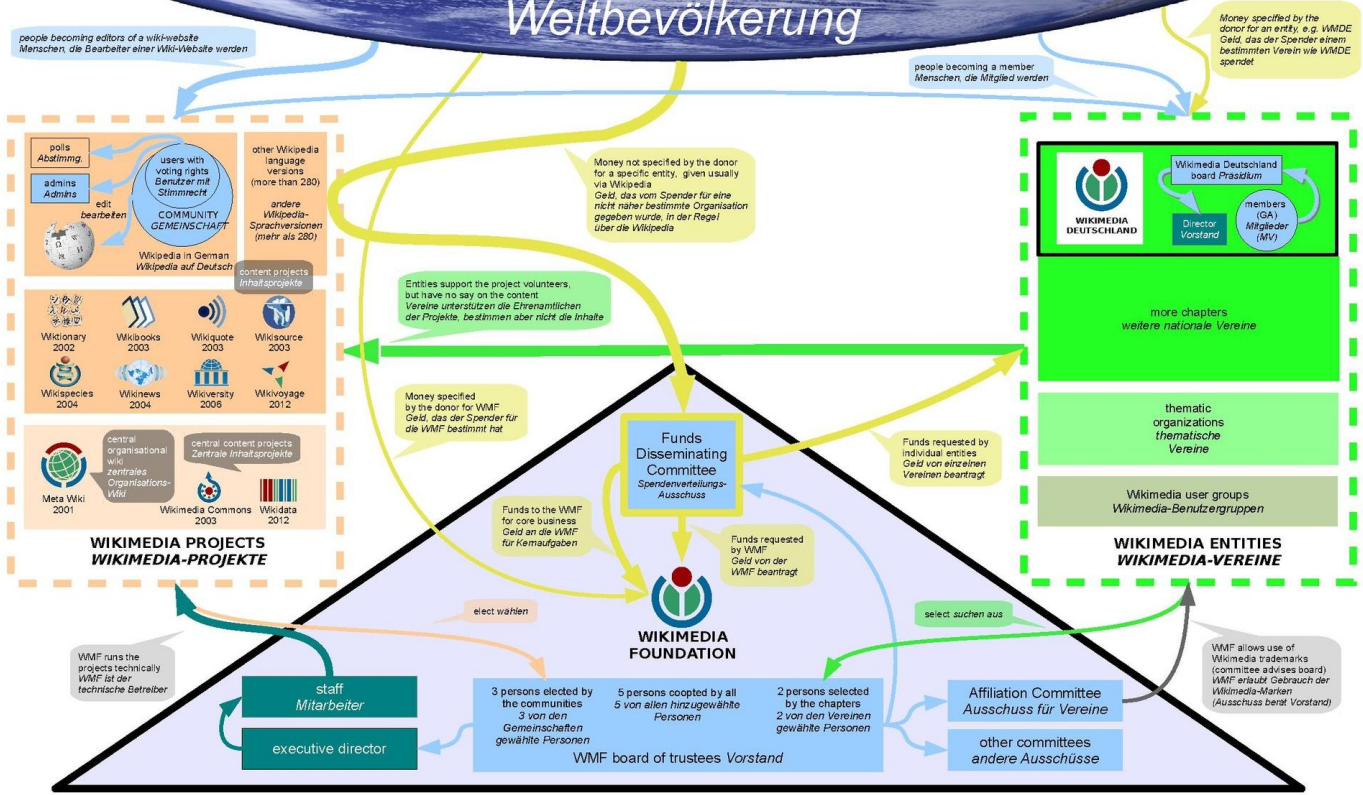 Weltbevölkerung
people becoming editors of a wiki-website
Menschen, die Bearbeiter einer Wiki-Website werden
people becoming a member
Menschen, die Mitglied werden
Money specified by the
donor for an entity, e.g. WMDE
Geld, das der Spender einem
bestimmten Verein wie WMDE
spendet
polls
Abstimmg.
admins
Admins
edit
bearbeiten
users with
voting rights
Benutzer mit
Stimmrecht
COMMUNITY
GEMEINSCHAFT
Wikipedia in German
Wikipedia auf Deutsch
other Wikipedia
language
versions
(more than 280)
andere
Wikipedia-
Sprachversionen
(mehr als 280)
content projects
Inhaltsprojekte
Wiktionary
2002
Wikibooks
2003
Wikiquote
2003
Wikisource
2003
Wikispecies
2004
Wikinews
2004
Wikiversity
2006
Wikivoyage
2012
Meta Wiki
2001
central
organisational
wiki
zentrales
Organisations-
Wiki
central content projects
Zentrale Inhaltsprojekte
Wikimedia Commons
2003
Wikidata
2012
WIKIMEDIA PROJECTS
WIKIMEDIA-PROJEKTE
Money not specified by the donor
for a specific entity, given usually
via Wikipedia
Geld, das vom Spender für eine
nicht näher bestimmte Organisation
gegeben wurde, in der Regel
über die Wikipedia
Entities support the project volunteers,
but have no say on the content
Vereine unterstützen die Ehrenamtlichen
der Projekte, bestimmen aber nicht die Inhalte
Money specified
by the donor for WMF
Geld, das der Spender für
die WMF bestimmt hat
Funds
Disseminating
Committee
Spendenverteilungs-
Ausschuss
Funds requested by
individual entities
Geld von einzelnen
Vereinen beantragt
Funds to the WMF
for core business
Geld an die WMF
für Kernaufgaben
Funds requested
by WMF
Geld von der
WMF beantragt
WIKIMEDIA
FOUNDATION
WIKIMEDIA
DEUTSCHLAND
Wikimedia Deutschland
board Präsidium
Director
Vorstand
members
(GA)
Mitglieder
(MV)
more chapters
weitere nationale Vereine
thematic
organizations
thematische
Vereine
Wikimedia user groups
Wikimedia-Benutzergruppen
WIKIMEDIA ENTITIES
WIKIMEDIA-VEREINE
elect wählen
select suchen aus
WMF runs the
projects technically
WMF ist der
technische Betreiber
WMF allows use of
Wikimedia trademarks
(committee advises board)
WMF erlaubt Gebrauch der
Wikimedia-Marken
(Ausschuss berät Vorstand)
staff
Mitarbeiter
executive director
3 persons elected by
the communities
3 von den
Gemeinschaften
gewählte Personen
5 persons coopted by all
5 von allen hinzugewählte
Personen
2 persons selected
by the chapters
2 von den Vereinen
gewählte Personen
WMF board of trustees Vorstand
Affiliation Committee
Ausschuss für Vereine
other committees
andere Ausschüsse